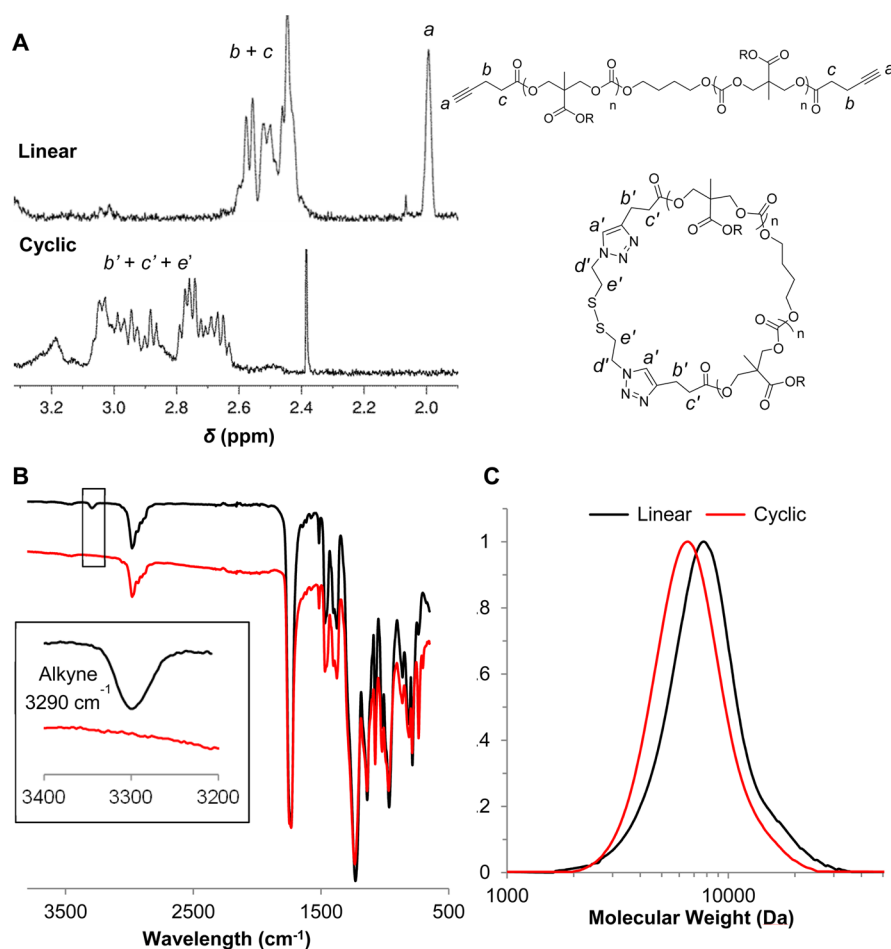 A
b + c
a
Linear
Cyclic
b' + c' + e'
3.2 3.0 2.8 2.6 2.4 2.2 2.0
δ (ppm)
a
b
c
O
O
O
O
OR
n
O
O
O
O
n
RO
O
O
O
c
b
a
b'
c'
a'
d'
e'
N
N
N
S
S
e'
d'
a'
b'
c'
N
N
N
O
O
O
OR
n
O
O
O
O
n
O
OR
B
Alkyne
3290 cm-1
3400 3300 3200
3500 2500 1500 500
Wavelength (cm-1)
C
Linear Cyclic
1
.8
.6
.4
.2
0
1000 10000
Molecular Weight (Da)